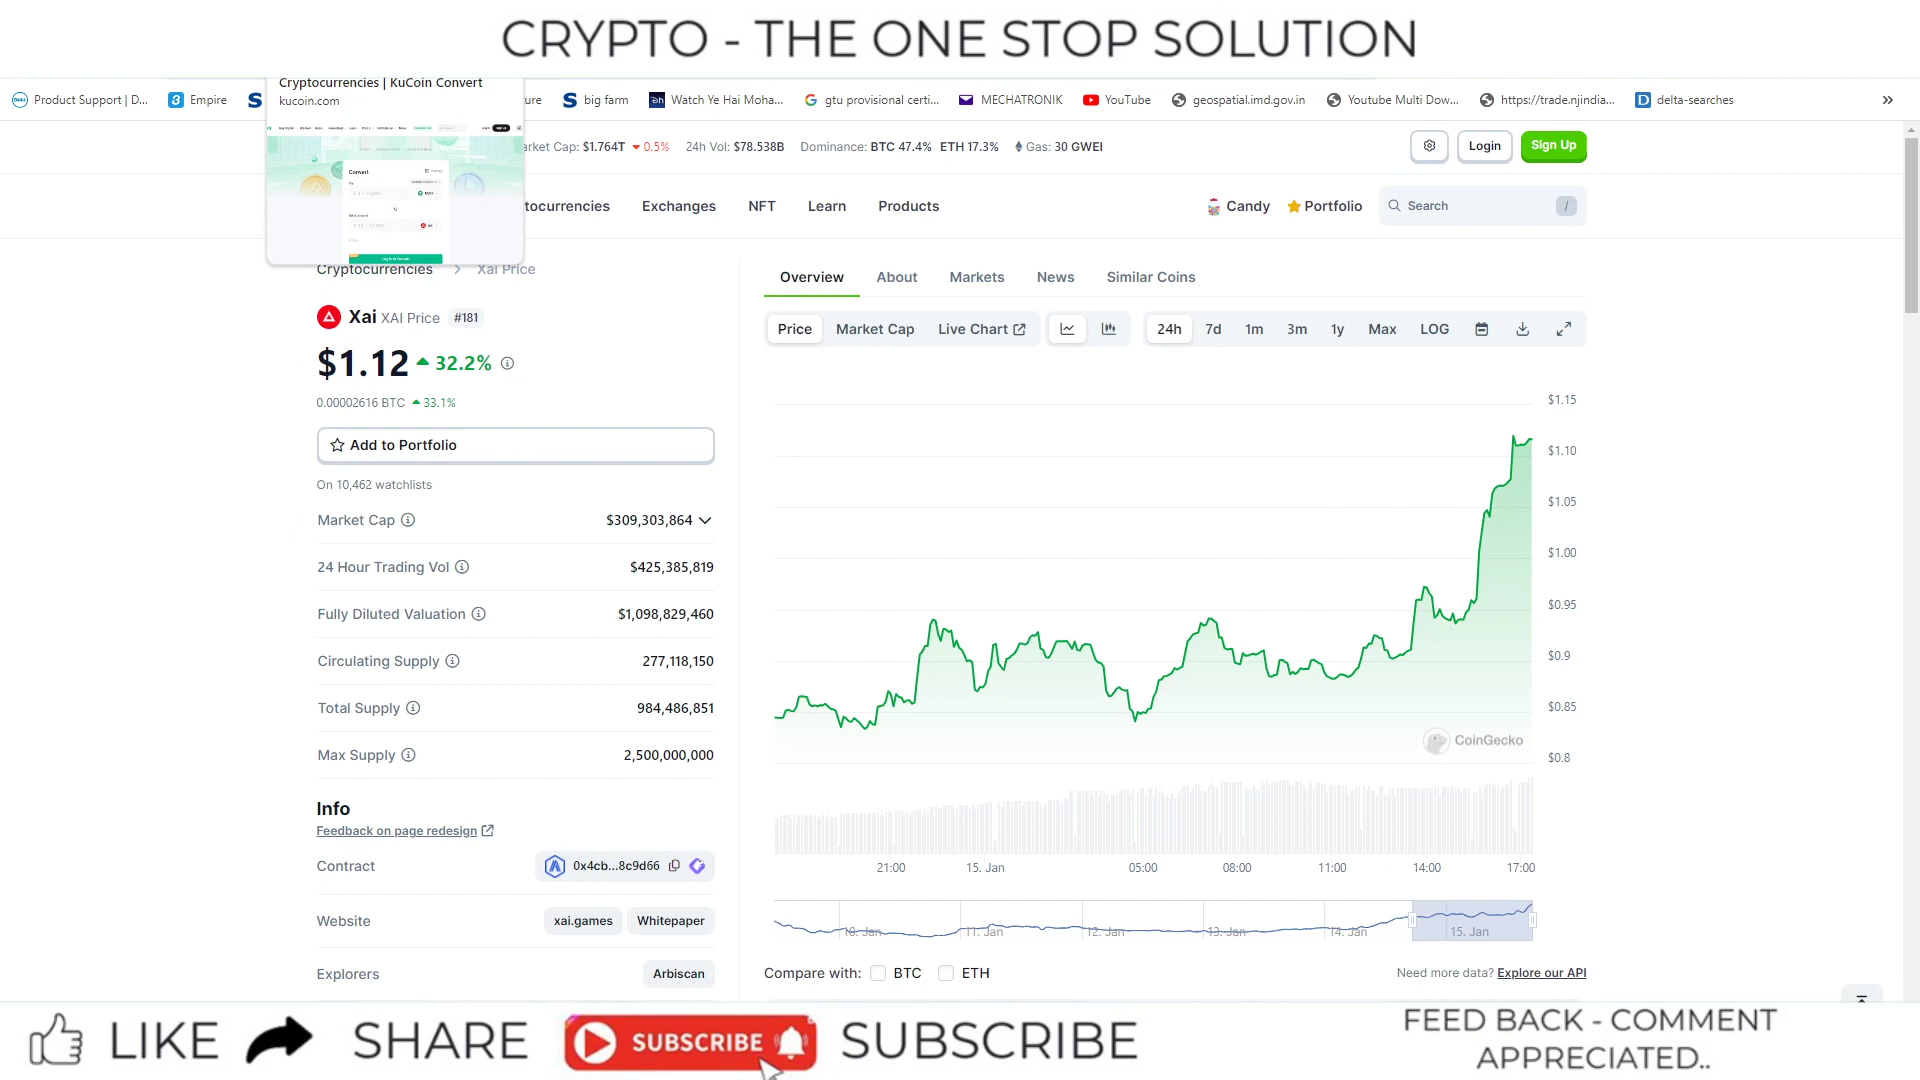 CRYPTO - THE ONE STOP SOLUTION
Cryptocurrencies | KuCoin Convert
kucoin.com
Product Support | D...
Empire
ure
big farm
Watch Ye Hai Moha...
gtu provisional certi...
MECHATRONIK
YouTube
geospatial.imd.gov.in
Youtube Multi Dow...
https://trade.njindia...
delta-searches
arket Cap: $1.764T 0.5% 24h Vol: $78.538B Dominance: BTC 47.4% ETH 17.3% Gas: 30 GWEI
Login
Sign Up
tocurrencies
Exchanges
NFT
Learn
Products
Candy
Portfolio
Search /
Convert
Cryptocurrencies > Xai Price
Xai XAI Price #181
$1.12 32.2%
0.00002616 BTC 33.1%
Add to Portfolio
On 10,462 watchlists
Market Cap $309,303,864
24 Hour Trading Vol $425,385,819
Fully Diluted Valuation $1,098,829,460
Circulating Supply 277,118,150
Total Supply 984,486,851
Max Supply 2,500,000,000
Info
Feedback on page redesign
Contract 0x4cb...8c9d66
Website xai.games Whitepaper
Explorers Arbiscan
Overview About Markets News Similar Coins
Price Market Cap Live Chart 24h 7d 1m 3m 1y Max LOG
$1.15
$1.10
$1.05
$1.00
$0.95
$0.9
$0.85
$0.8
CoinGecko
21:00 15. Jan 05:00 08:00 11:00 14:00 17:00
10. Jan 11. Jan 12. Jan 13. Jan 14. Jan 15. Jan
Compare with: BTC ETH
Need more data? Explore our API
LIKE SHARE SUBSCRIBE SUBSCRIBE
FEED BACK - COMMENT
APPRECIATED..